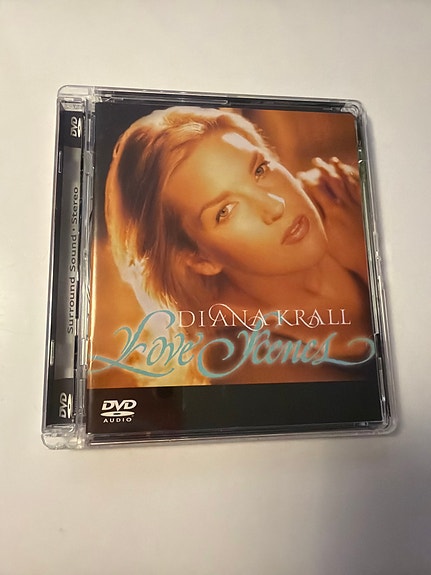 DVD
Surround Sound • Stereo
DVD
DIANA KRALL
Love Scenes
DVD
AUDIO